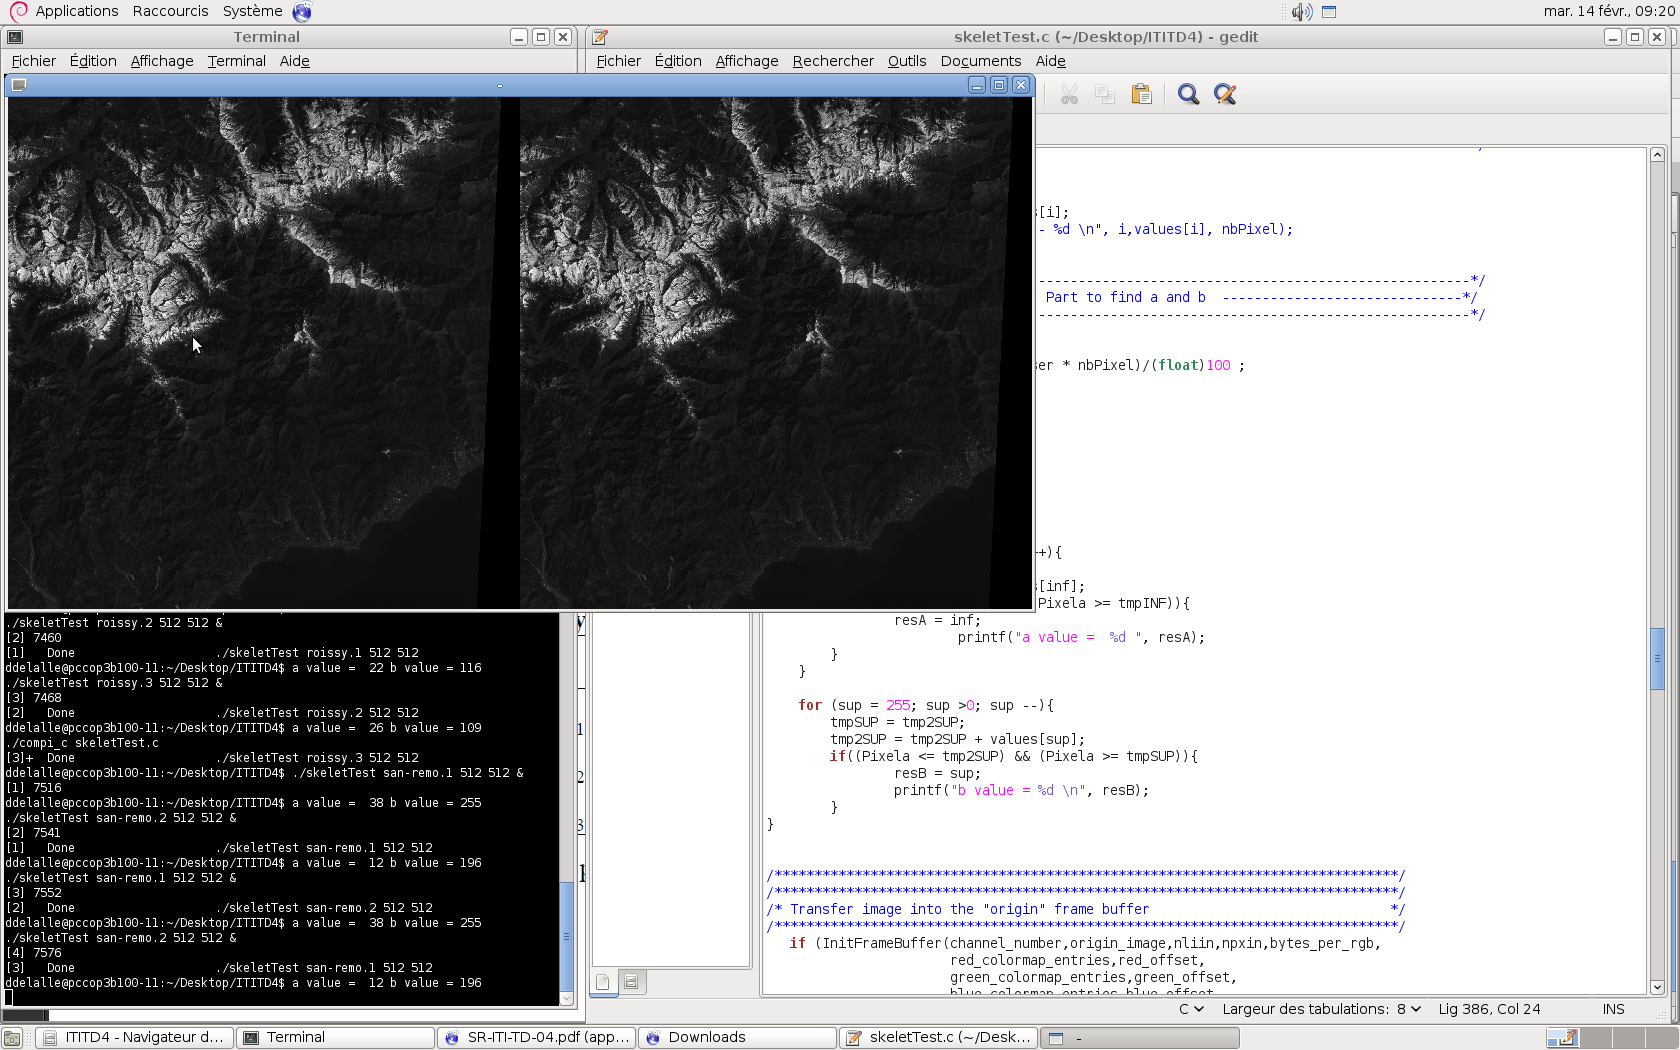 Applications Raccourcis Système
mar. 14 févr., 09:20
Terminal
Fichier Édition Affichage Terminal Aide
skeletTest.c (~/Desktop/ITITD4) - gedit
Fichier Édition Affichage Rechercher Outils Documents Aide
-
[i];
- %d \n", i,values[i], nbPixel);
------------------------------------------------------*/
Part to find a and b ------------------------------*/
------------------------------------------------------*/
er * nbPixel)/(float)100 ;
+){
[inf];
Pixela >= tmpINF)){
resA = inf;
printf("a value =  %d ", resA);
}
}
for (sup = 255; sup >0; sup --){
tmpSUP = tmp2SUP;
tmp2SUP = tmp2SUP + values[sup];
if((Pixela <= tmp2SUP) && (Pixela >= tmpSUP)){
resB = sup;
printf("b value = %d \n", resB);
}
}
/******************************************************************************/
/******************************************************************************/
/* Transfer image into the "origin" frame buffer */
/******************************************************************************/
if (InitFrameBuffer(channel_number,origin_image,nliin,npxin,bytes_per_rgb,
red_colormap_entries,red_offset,
green_colormap_entries,green_offset,
blue_colormap_entries,blue_offset
C Largeur des tabulations: 8 Lig 386, Col 24 INS
./skeletTest roissy.2 512 512 &
[2] 7460
[1]   Done                    ./skeletTest roissy.1 512 512
ddelalle@pccop3b100-11:~/Desktop/ITITD4$ a value =  22 b value = 116
./skeletTest roissy.3 512 512 &
[3] 7468
[2]   Done                    ./skeletTest roissy.2 512 512
ddelalle@pccop3b100-11:~/Desktop/ITITD4$ a value =  26 b value = 109
./compi_c skeletTest.c
[3]+  Done                    ./skeletTest roissy.3 512 512
ddelalle@pccop3b100-11:~/Desktop/ITITD4$ ./skeletTest san-remo.1 512 512 &
[1] 7516
ddelalle@pccop3b100-11:~/Desktop/ITITD4$ a value =  38 b value = 255
./skeletTest san-remo.2 512 512 &
[2] 7541
[1]   Done                    ./skeletTest san-remo.1 512 512
ddelalle@pccop3b100-11:~/Desktop/ITITD4$ a value =  12 b value = 196
./skeletTest san-remo.1 512 512 &
[3] 7552
[2]   Done                    ./skeletTest san-remo.2 512 512
ddelalle@pccop3b100-11:~/Desktop/ITITD4$ a value =  38 b value = 255
./skeletTest san-remo.2 512 512 &
[4] 7576
[3]   Done                    ./skeletTest san-remo.1 512 512
ddelalle@pccop3b100-11:~/Desktop/ITITD4$ a value =  12 b value = 196
1
2
3
ITITD4 - Navigateur d... Terminal SR-ITI-TD-04.pdf (app... Downloads skeletTest.c (~/Desk... -